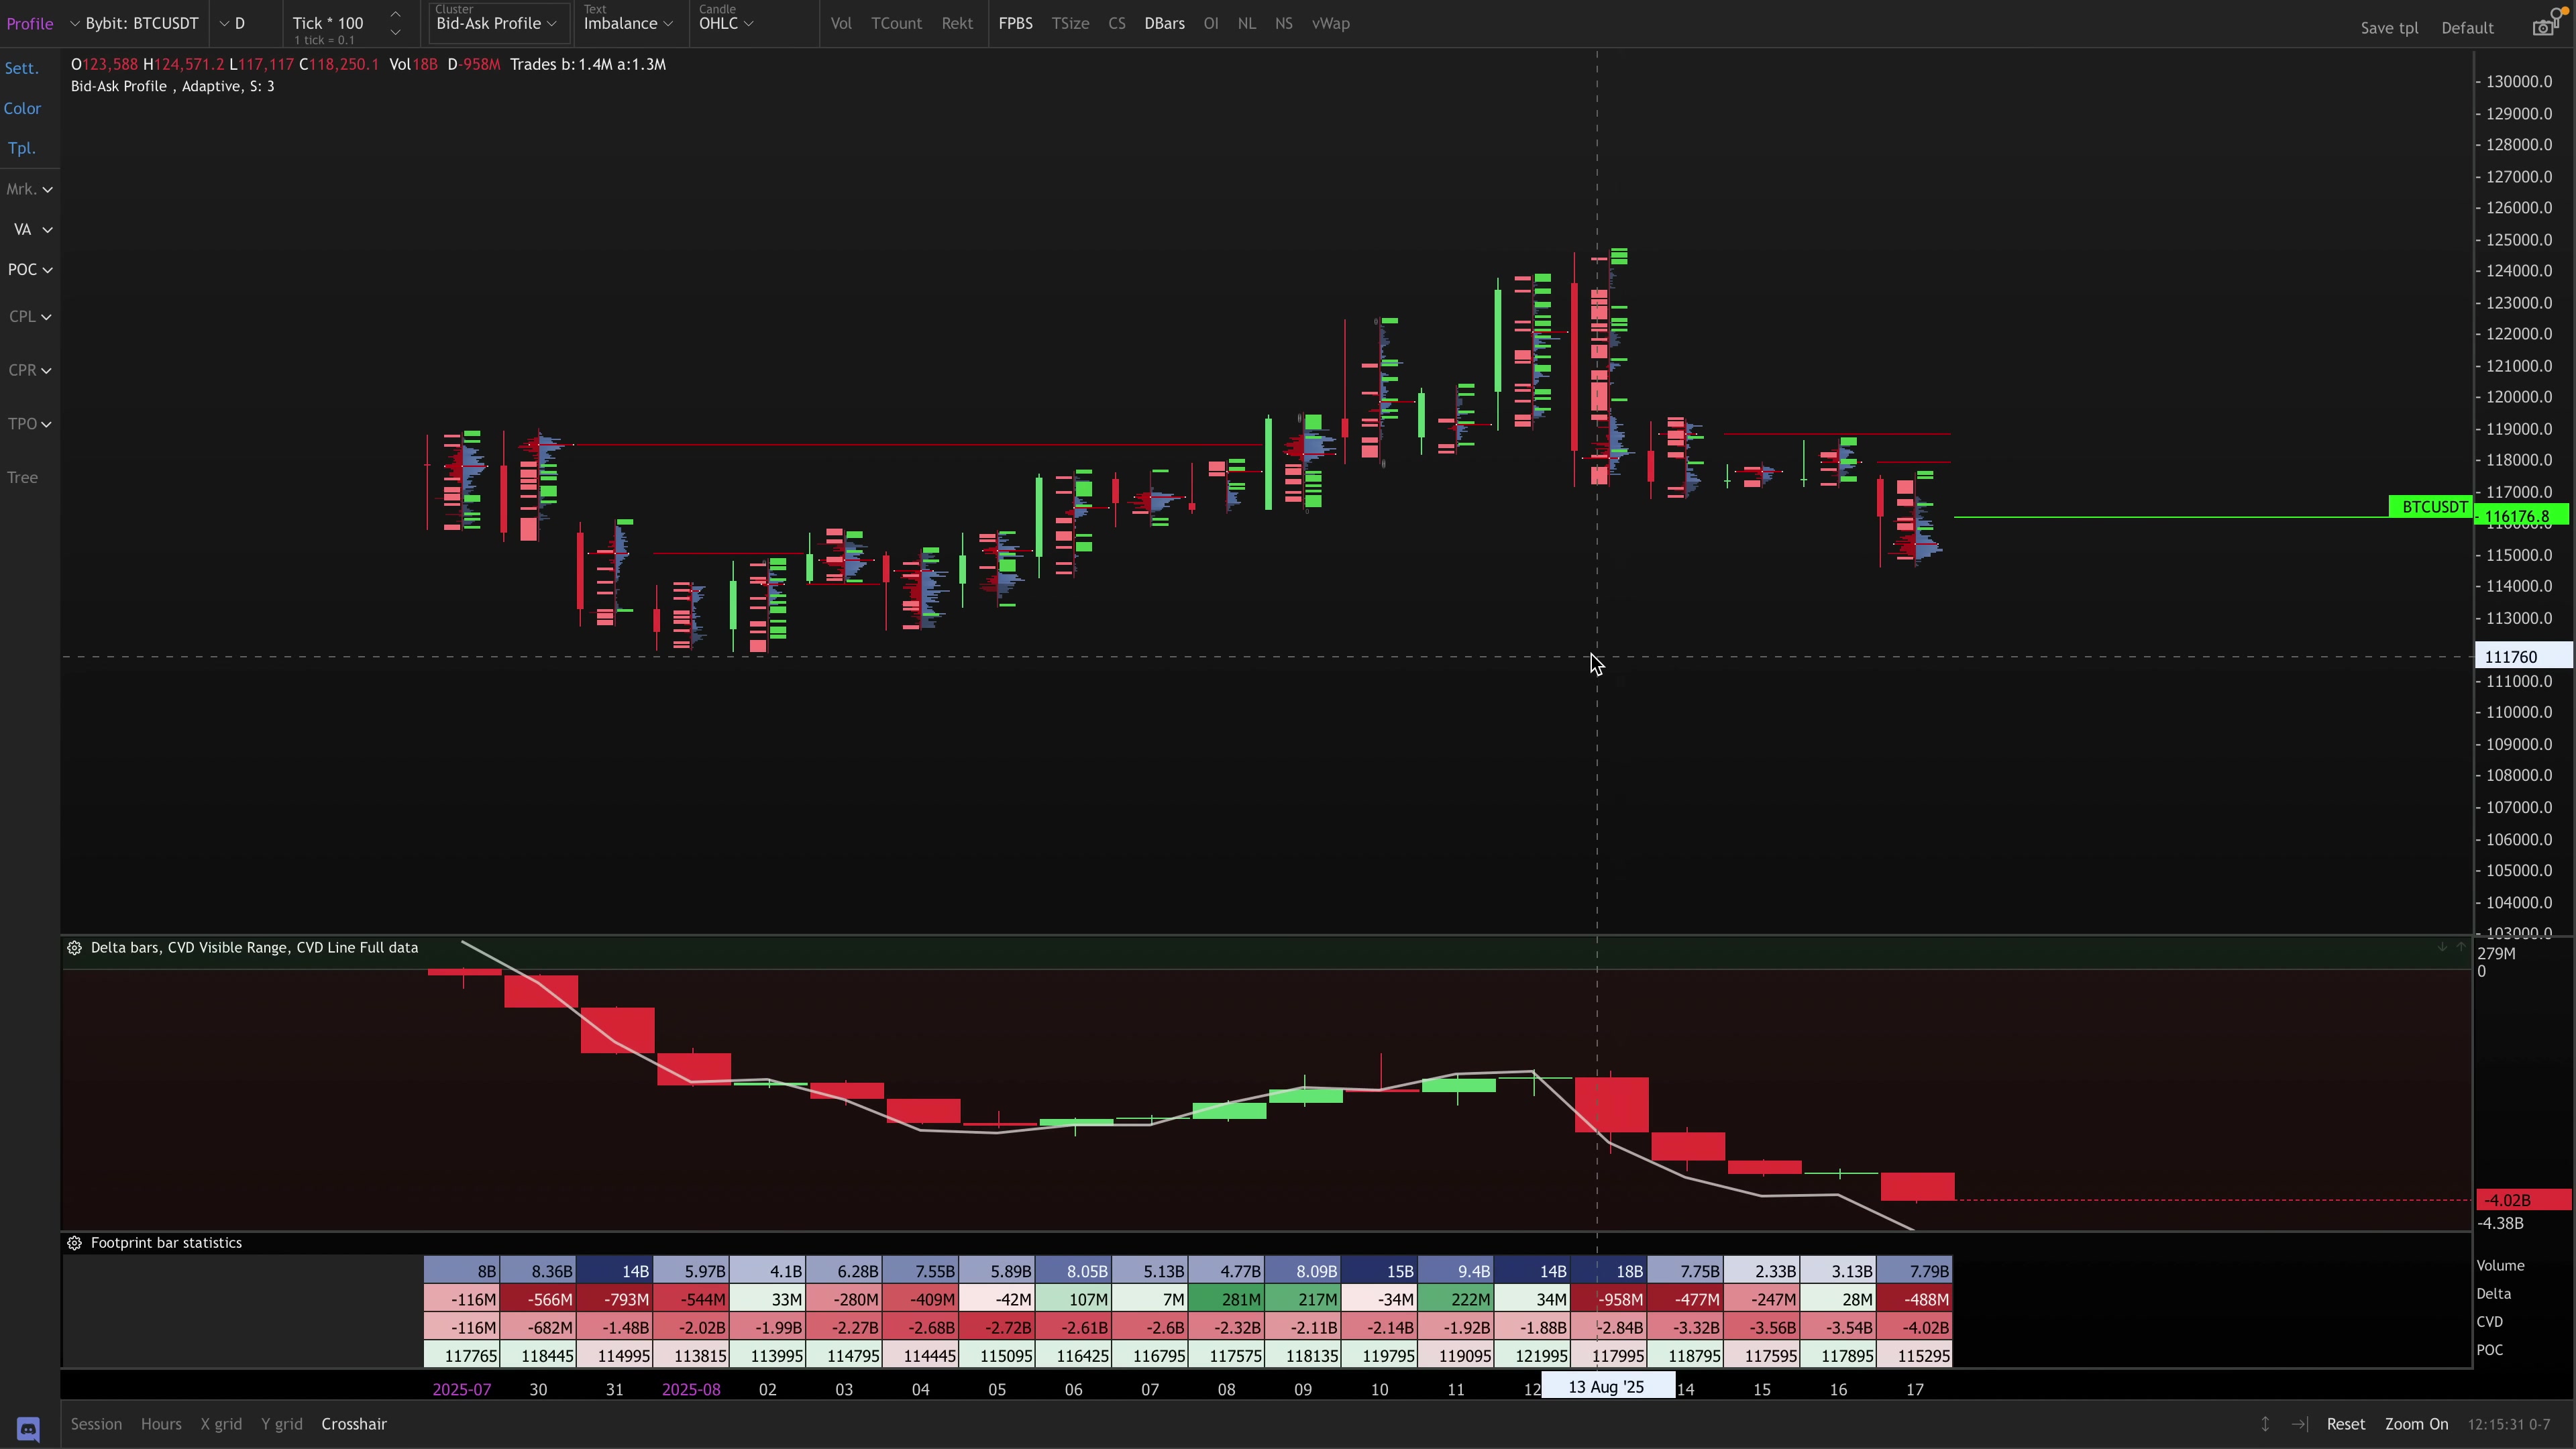 Profile Bybit: BTCUSDT D Tick * 100 Cluster Bid-Ask Profile Text Imbalance Candle OHLC Vol TCount Rekt FPBS TSize CS DBars OI NL NS vWap Save tpl Default
1 tick = 0.1
Sett.
Color
Tpl.
Mrk.
VA
POC
CPL
CPR
TPO
Tree
O123,588 H124,571.2 L117,117 C118,250.1 Vol18B D-958M Trades b:1.4M a:1.3M
Bid-Ask Profile , Adaptive, S: 3
130000.0
129000.0
128000.0
127000.0
126000.0
125000.0
124000.0
123000.0
122000.0
121000.0
120000.0
119000.0
118000.0
117000.0
BTCUSDT 116176.8
115000.0
114000.0
113000.0
111760
111000.0
110000.0
109000.0
108000.0
107000.0
106000.0
105000.0
104000.0
103000.0
Delta bars, CVD Visible Range, CVD Line Full data
279M
0
-4.02B
-4.38B
Footprint bar statistics
8B 8.36B 14B 5.97B 4.1B 6.28B 7.55B 5.89B 8.05B 5.13B 4.77B 8.09B 15B 9.4B 14B 18B 7.75B 2.33B 3.13B 7.79B Volume
-116M -566M -793M -544M 33M -280M -409M -42M 107M 7M 281M 217M -34M 222M 34M -958M -477M -247M 28M -488M Delta
-116M -682M -1.48B -2.02B -1.99B -2.27B -2.68B -2.72B -2.61B -2.6B -2.32B -2.11B -2.14B -1.92B -1.88B -2.84B -3.32B -3.56B -3.54B -4.02B CVD
117765 118445 114995 113815 113995 114795 114445 115095 116425 116795 117575 118135 119795 119095 121995 117995 118795 117595 117895 115295 POC
2025-07 30 31 2025-08 02 03 04 05 06 07 08 09 10 11 12 13 Aug '25 14 15 16 17
Session Hours X grid Y grid Crosshair Reset Zoom On 12:15:31 0-7